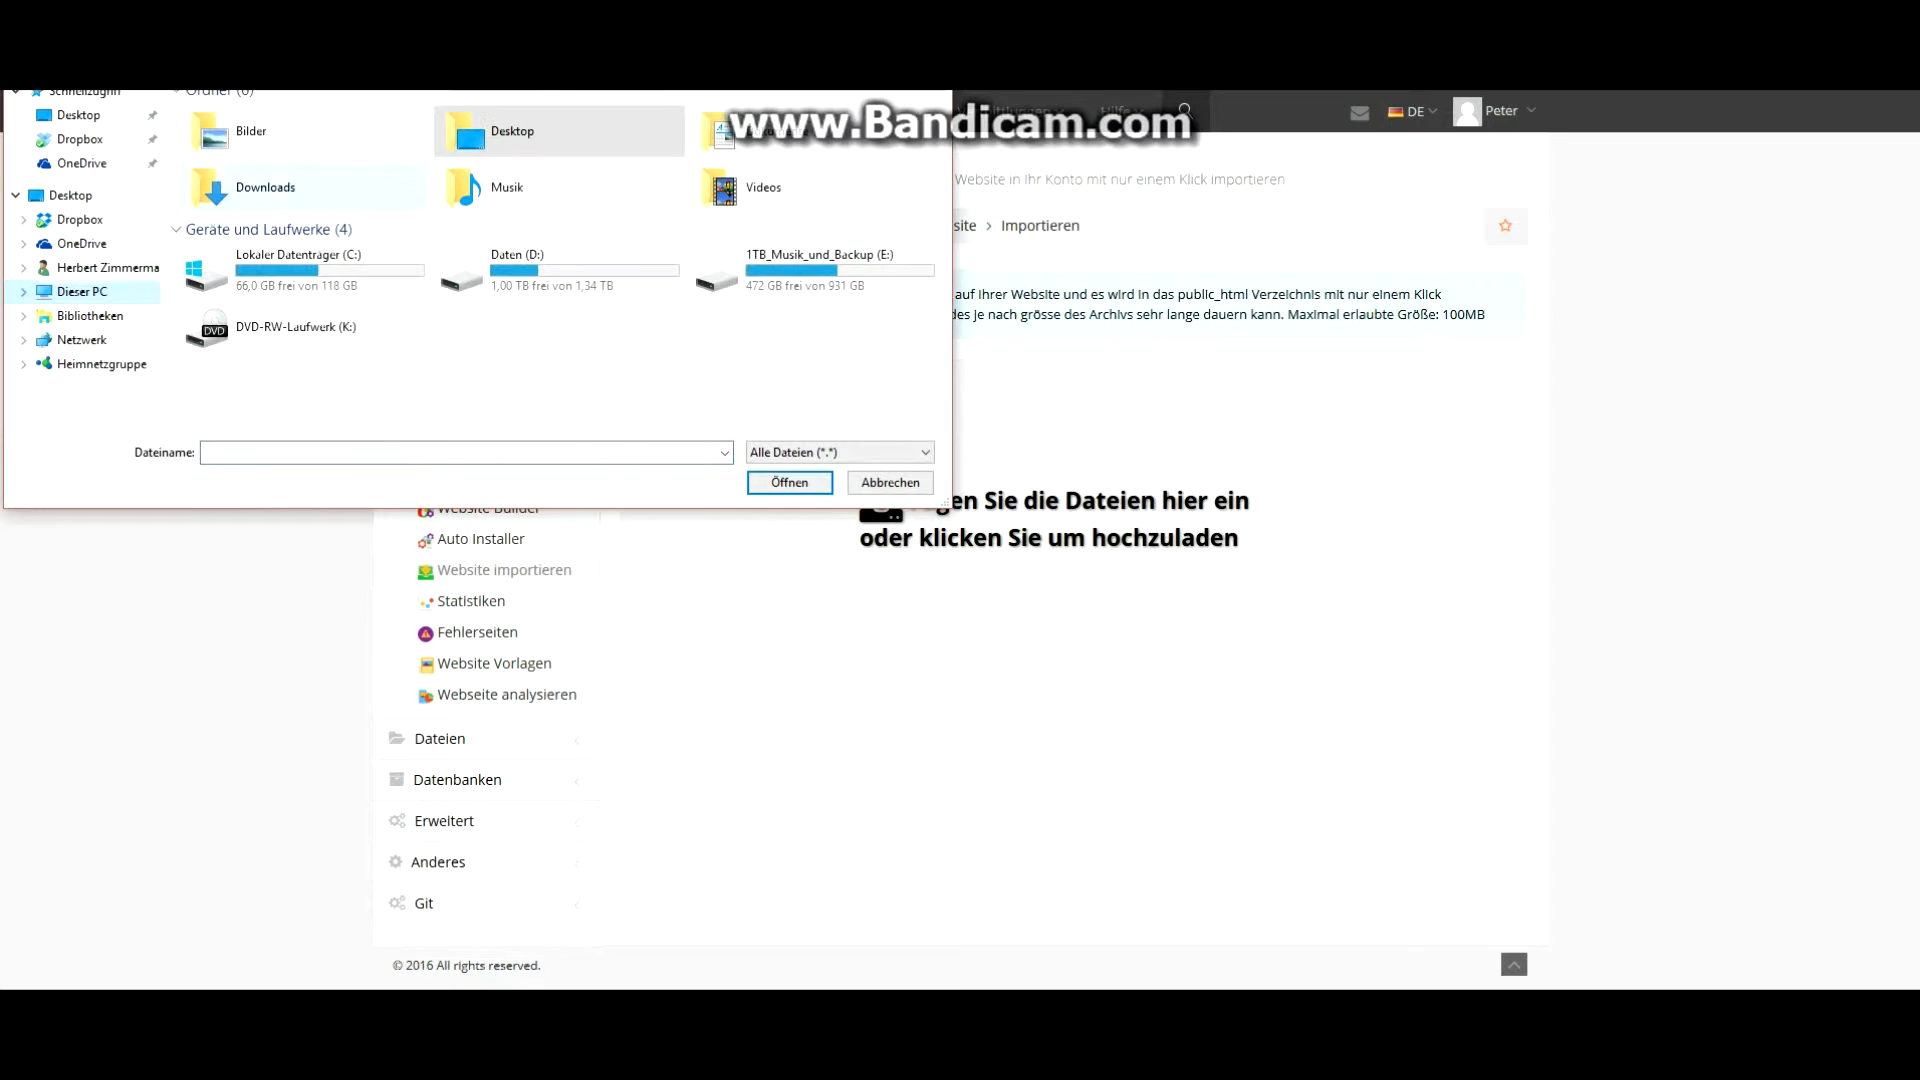 www.Bandicam.com
Schnellzugriff
Desktop
Dropbox
OneDrive
Desktop
Dropbox
OneDrive
Herbert Zimmerma
Dieser PC
Bibliotheken
Netzwerk
Heimnetzgruppe
Ordner (6)
Bilder
Desktop
Downloads
Musik
Videos
Geräte und Laufwerke (4)
Lokaler Datenträger (C:)
66,0 GB frei von 118 GB
Daten (D:)
1,00 TB frei von 1,34 TB
1TB_Musik_und_Backup (E:)
472 GB frei von 931 GB
DVD
DVD-RW-Laufwerk (K:)
Dateiname:
Alle Dateien (*.*)
Öffnen
Abbrechen
DE
Peter
Website in Ihr Konto mit nur einem Klick importieren
site > Importieren
auf Ihrer Website und es wird in das public_html Verzeichnis mit nur einem Klick
des je nach grösse des Archivs sehr lange dauern kann. Maximal erlaubte Größe: 100MB
gen Sie die Dateien hier ein
oder klicken Sie um hochzuladen
Website Builder
Auto Installer
Website importieren
Statistiken
Fehlerseiten
Website Vorlagen
Webseite analysieren
Dateien
Datenbanken
Erweitert
Anderes
Git
© 2016 All rights reserved.